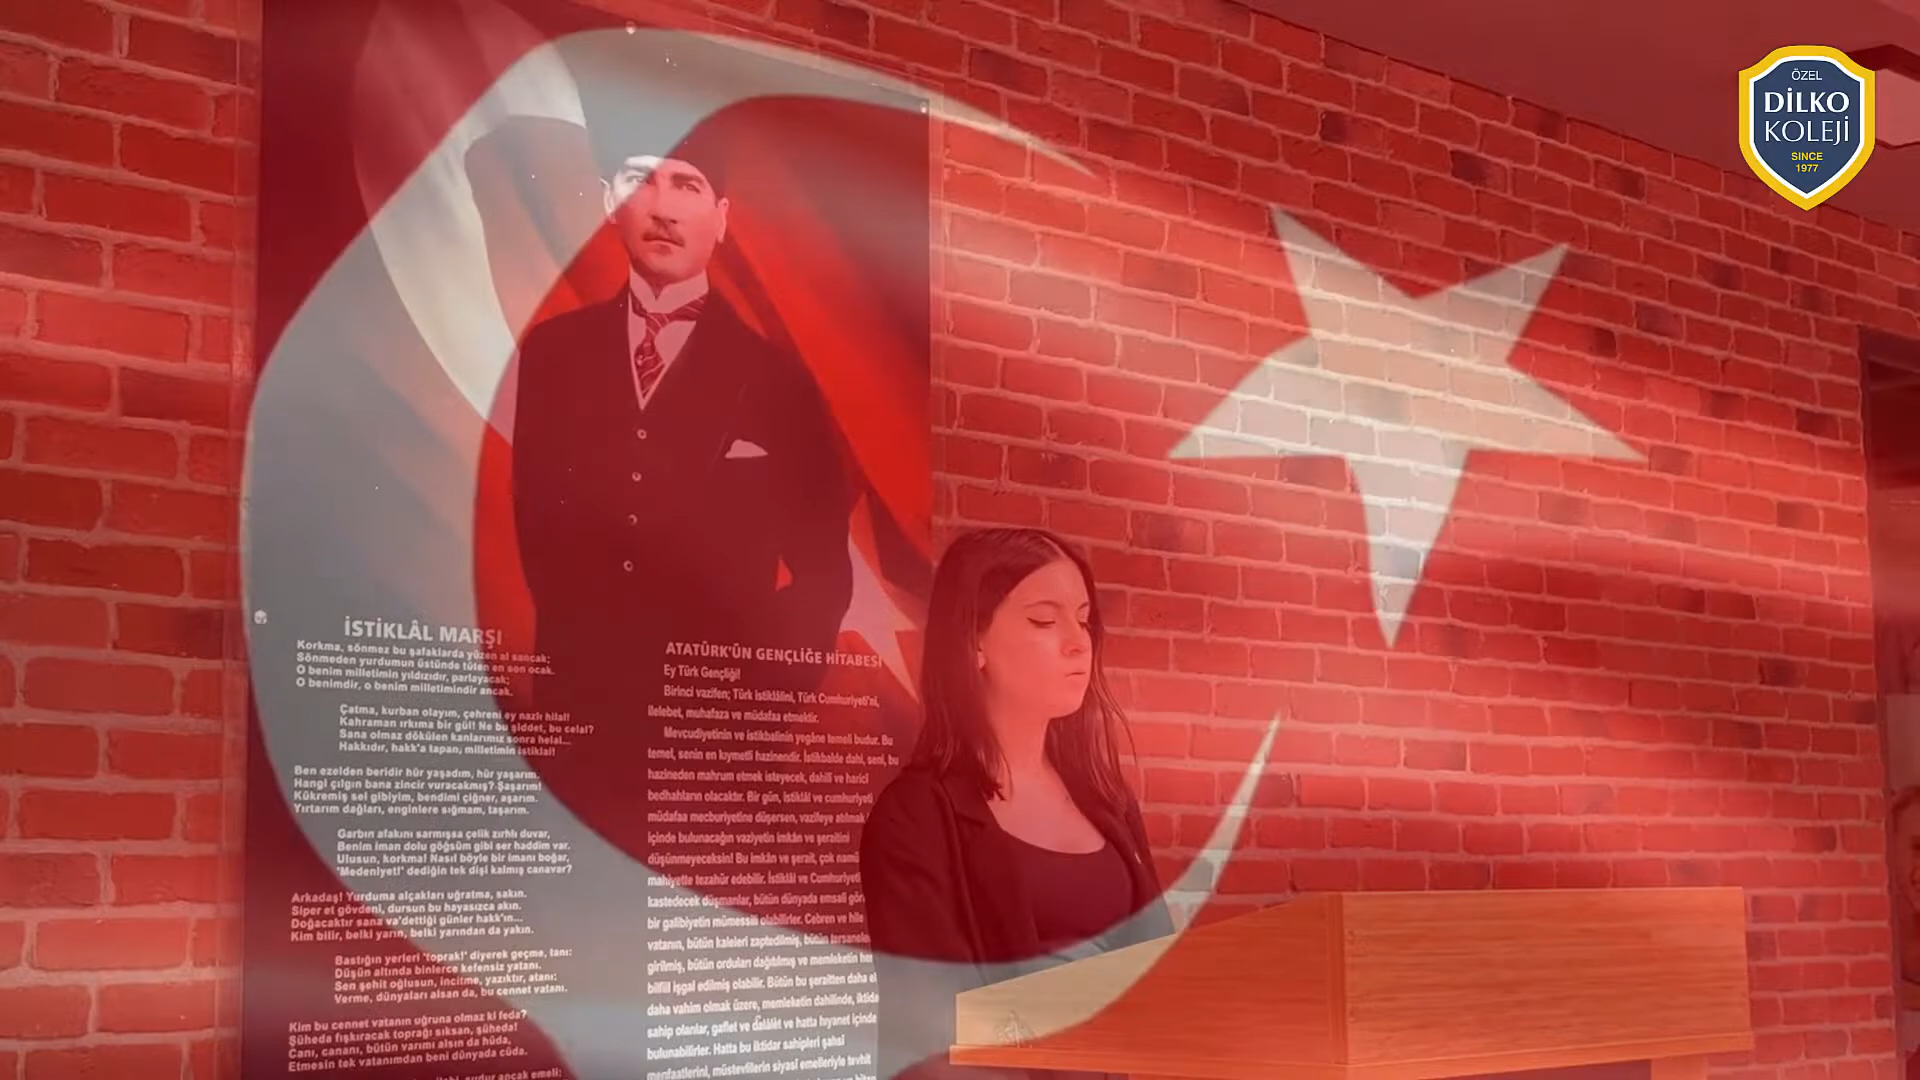 ÖZEL
DİLKO
KOLEJİ
SINCE
1977
İSTİKLÂL MARŞI
Korkma, sönmez bu şafaklarda yüzen al sancak;
Sönmeden yurdumun üstünde tüten en son ocak.
O benim milletimin yıldızıdır, parlayacak;
O benimdir, o benim milletimindir ancak.
Çatma, kurban olayım, çehreni ey nazlı hilal!
Kahraman ırkıma bir gül! Ne bu şiddet, bu celal?
Sana olmaz dökülen kanlarımız sonra helal...
Hakkıdır, hakk'a tapan, milletimin istiklal!
Ben ezelden beridir hür yaşadım, hür yaşarım.
Hangi çılgın bana zincir vuracakmış? Şaşarım!
Kükremiş sel gibiyim, bendimi çiğner, aşarım.
Yırtarım dağları, enginlere sığmam, taşarım.
Garbın afakını sarmışsa çelik zırhlı duvar,
Benim iman dolu göğsüm gibi ser haddim var.
Ulusun, korkma! Nasıl böyle bir imanı boğar,
'Medeniyet!' dediğin tek dişi kalmış canavar?
Arkadaş! Yurduma alçakları uğratma, sakın.
Siper et gövdeni, dursun bu hayasızca akın.
Doğacaktır sana va'dettiği günler hakk'ın...
Kim bilir, belki yarın, belki yarından da yakın.
Bastığın yerleri 'toprak!' diyerek geçme, tanı:
Düşün altında binlerce kefensiz yatanı.
Sen şehit oğlusun, incitme, yazıktır, atanı:
Verme, dünyaları alsan da, bu cennet vatanı.
Kim bu cennet vatanın uğruna olmaz ki feda?
Şüheda fışkıracak toprağı sıksan, şüheda!
Canı, cananı, bütün varımı alsın da hüda,
Etmesin tek vatanımdan beni dünyada cüda.
şudur ancak emeli:
ATATÜRK'ÜN GENÇLİĞE HİTABESİ
Ey Türk Gençliği!
Birinci vazifen; Türk istiklâlini, Türk Cumhuriyeti'ni,
ilelebet, muhafaza ve müdafaa etmektir.
Mevcudiyetinin ve istikbalinin yegâne temeli budur. Bu
temel, senin en kıymetli hazinendir. İstikbalde dahi, seni, bu
hazineden mahrum etmek isteyecek, dahilî ve haricî
bedhahların olacaktır. Bir gün, istiklâl ve cumhuriyeti
müdafaa mecburiyetine düşersen, vazifeye atılmak
içinde bulunacağın vaziyetin imkân ve şeraitini
düşünmeyeceksin! Bu imkân ve şerait, çok namü
mahiyette tezahür edebilir. İstiklâl ve Cumhuriyeti
kastedecek düşmanlar, bütün dünyada emsali gör
bir galibiyetin mümessili olabilirler. Cebren ve hile
vatanın, bütün kaleleri zaptedilmiş, bütün tersanele
girilmiş, bütün orduları dağıtılmış ve memleketin her
bilfiil işgal edilmiş olabilir. Bütün bu şeraitten daha el
daha vahim olmak üzere, memleketin dahilinde, iktida
sahip olanlar, gaflet ve dalâlet ve hatta hıyanet içinde
bulunabilirler. Hatta bu iktidar sahipleri şahsî
menfaatlerini, müstevlilerin siyasi emelleriyle tevhit